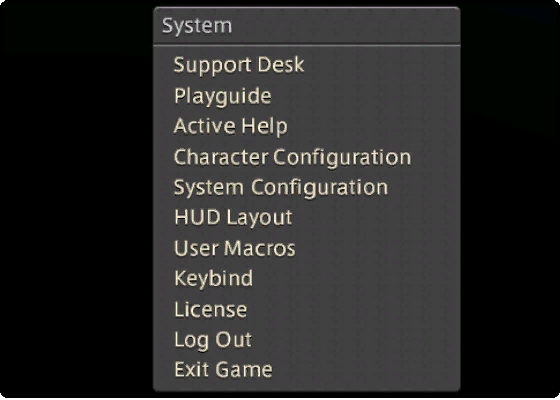 System
Support Desk
Playguide
Active Help
Character Configuration
System Configuration
HUD Layout
User Macros
Keybind
License
Log Out
Exit Game